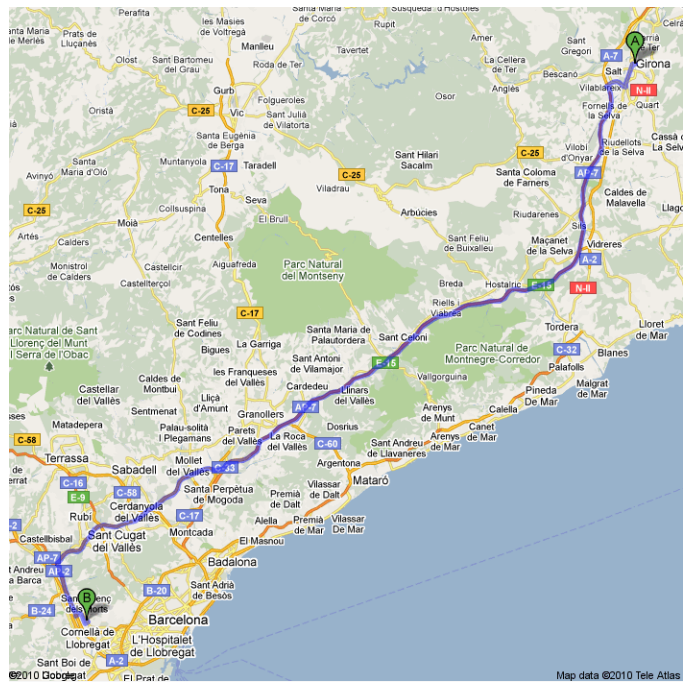 Santa Maria de Corcó
Susqueda
d'Hostoles
Santa Maria de Merlès
Prats de Lluçanès
les Masies de Voltregà
Manlleu
Tavertet
Amer
Sant Gregori
A
Olost
Sant Bartomeu del Grau
Roda de Ter
La Cellera de Ter
Bescanó
A-7
Salt
Girona
Gurb
Folgueroles
Osor
Anglès
Vilablareix
N-II
Oristà
C-25
Vic
Sant Julià de Vilatorta
Fornells de la Selva
Quart
Santa Eugènia de Berga
C-17
Sant Hilari Sacalm
C-25
Vilobí d'Onyar
Riudellots de la Selva
Cassà
Avinyó
Santa Maria d'Oló
Muntanyola
Taradell
C-25
Viladrau
Santa Coloma de Farners
AP-7
Tona
Caldes de Malavella
C-25
Collsuspina
Seva
Arbúcies
Riudarenes
Artés
Moià
El Brull
Sils
Calders
Centelles
Sant Feliu de Buixalleu
Maçanet de la Selva
Vidreres
Monistrol de Calders
Castellcir
Aiguafreda
Parc Natural del Montseny
A-2
Castellterçol
Breda
Hostalric
E-15
N-II
C-17
Riells i Viabrea
Sant Feliu de Codines
Santa Maria de Palautordera
Sant Celoni
Tordera
Lloret de Mar
Parc Natural de Sant Llorenç del Munt i Serra de l'Obac
Bigues
La Garriga
Parc Natural de Montnegre-Corredor
C-32
Blanes
Sant Antoni de Vilamajor
E-15
Palafolls
Castellar del Vallès
Caldes de Montbui
les Franqueses del Vallès
Cardedeu
Llinars del Vallès
Vallgorguina
Malgrat de Mar
Sentmenat
Lliçà d'Amunt
AP-7
Pineda De Mar
Matadepera
Granollers
Arenys de Munt
Calella
Palau-solità i Plegamans
Parets del Vallès
La Roca del Vallès
Dosrius
Canet de Mar
C-58
C-60
Sant Andreu de Llavaneres
Arenys de Mar
Terrassa
Mollet del Vallès
C-33
Argentona
Sabadell
C-16
Santa Perpètua de Mogoda
Vilassar de Dalt
Mataró
E-9
C-58
Premià de Dalt
Rubí
Cerdanyola del Vallès
C-17
Vilassar De Mar
Alella
Premià de Mar
Castellbisbal
Sant Cugat del Vallès
Montcada
El Masnou
AP-7
Badalona
AP-2
B
B-20
Sant Adrià de Besòs
B-24
Barcelona
Cornellà de Llobregat
L'Hospitalet de Llobregat
Sant Boi de
A-2
El Prat de
©2010 Google
Map data ©2010 Tele Atlas